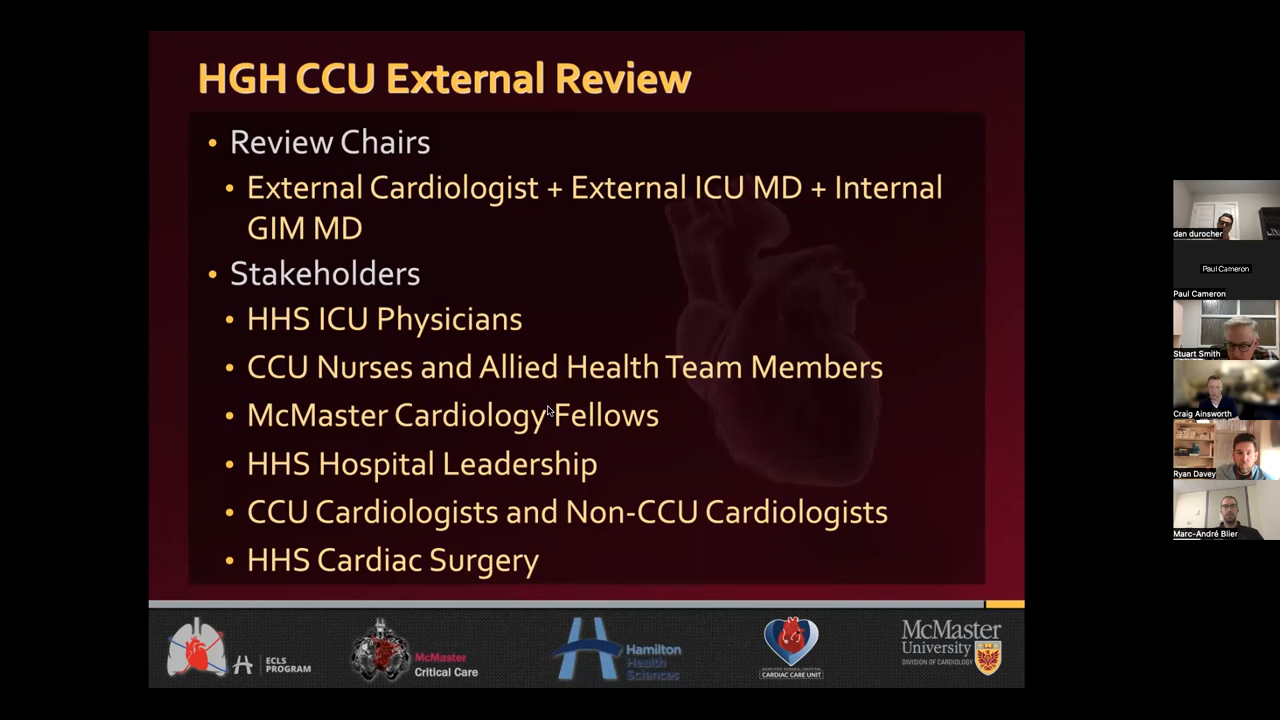 HGH CCU External Review
• Review Chairs
• External Cardiologist + External ICU MD + Internal
GIM MD
• Stakeholders
• HHS ICU Physicians
• CCU Nurses and Allied Health Team Members
• McMaster Cardiology Fellows
• HHS Hospital Leadership
• CCU Cardiologists and Non-CCU Cardiologists
• HHS Cardiac Surgery
ECLS
PROGRAM
McMaster
Critical Care
Hamilton
Health
Sciences
HAMILTON GENERAL HOSPITAL
CARDIAC CARE UNIT
McMaster
University
DIVISION OF CARDIOLOGY
dan durocher
Paul Cameron
Paul Cameron
Stuart Smith
Craig Ainsworth
Ryan Davey
Marc-André Blier